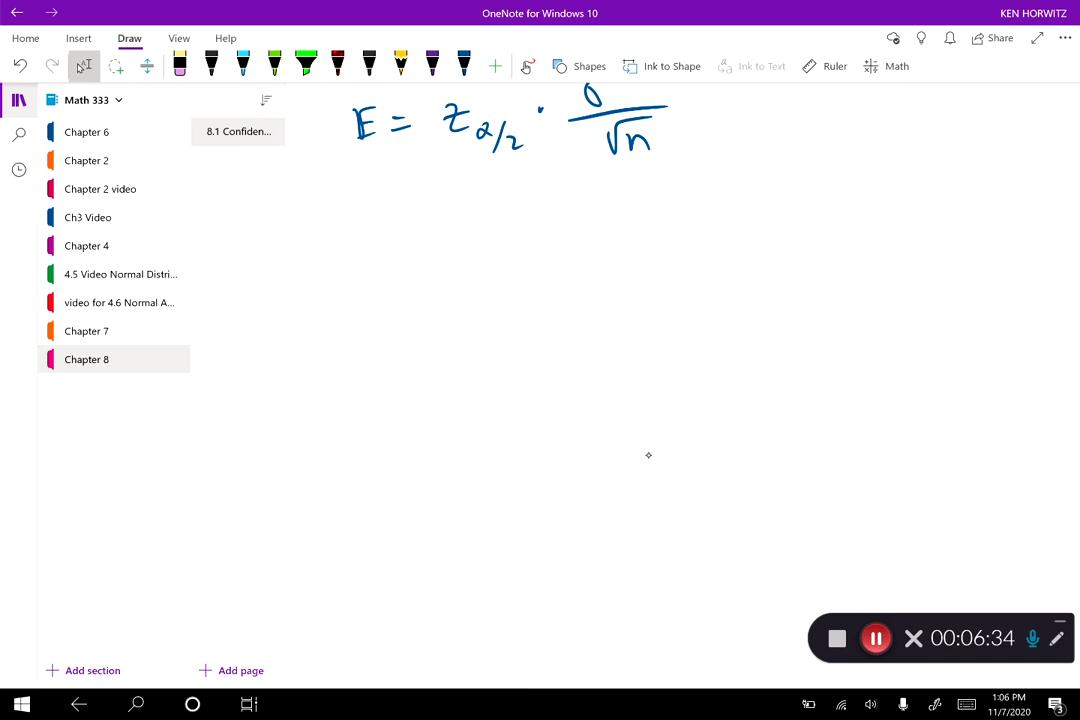 OneNote for Windows 10
KEN HORWITZ
Home Insert Draw View Help
Share
Shapes Ink to Shape Ink to Text Ruler Math
Math 333
Chapter 6
8.1 Confiden...
Chapter 2
Chapter 2 video
Ch3 Video
Chapter 4
4.5 Video Normal Distri...
video for 4.6 Normal A...
Chapter 7
Chapter 8
E = Z α/2 · σ / √n
00:06:34
Add section
Add page
1:06 PM
11/7/2020
3